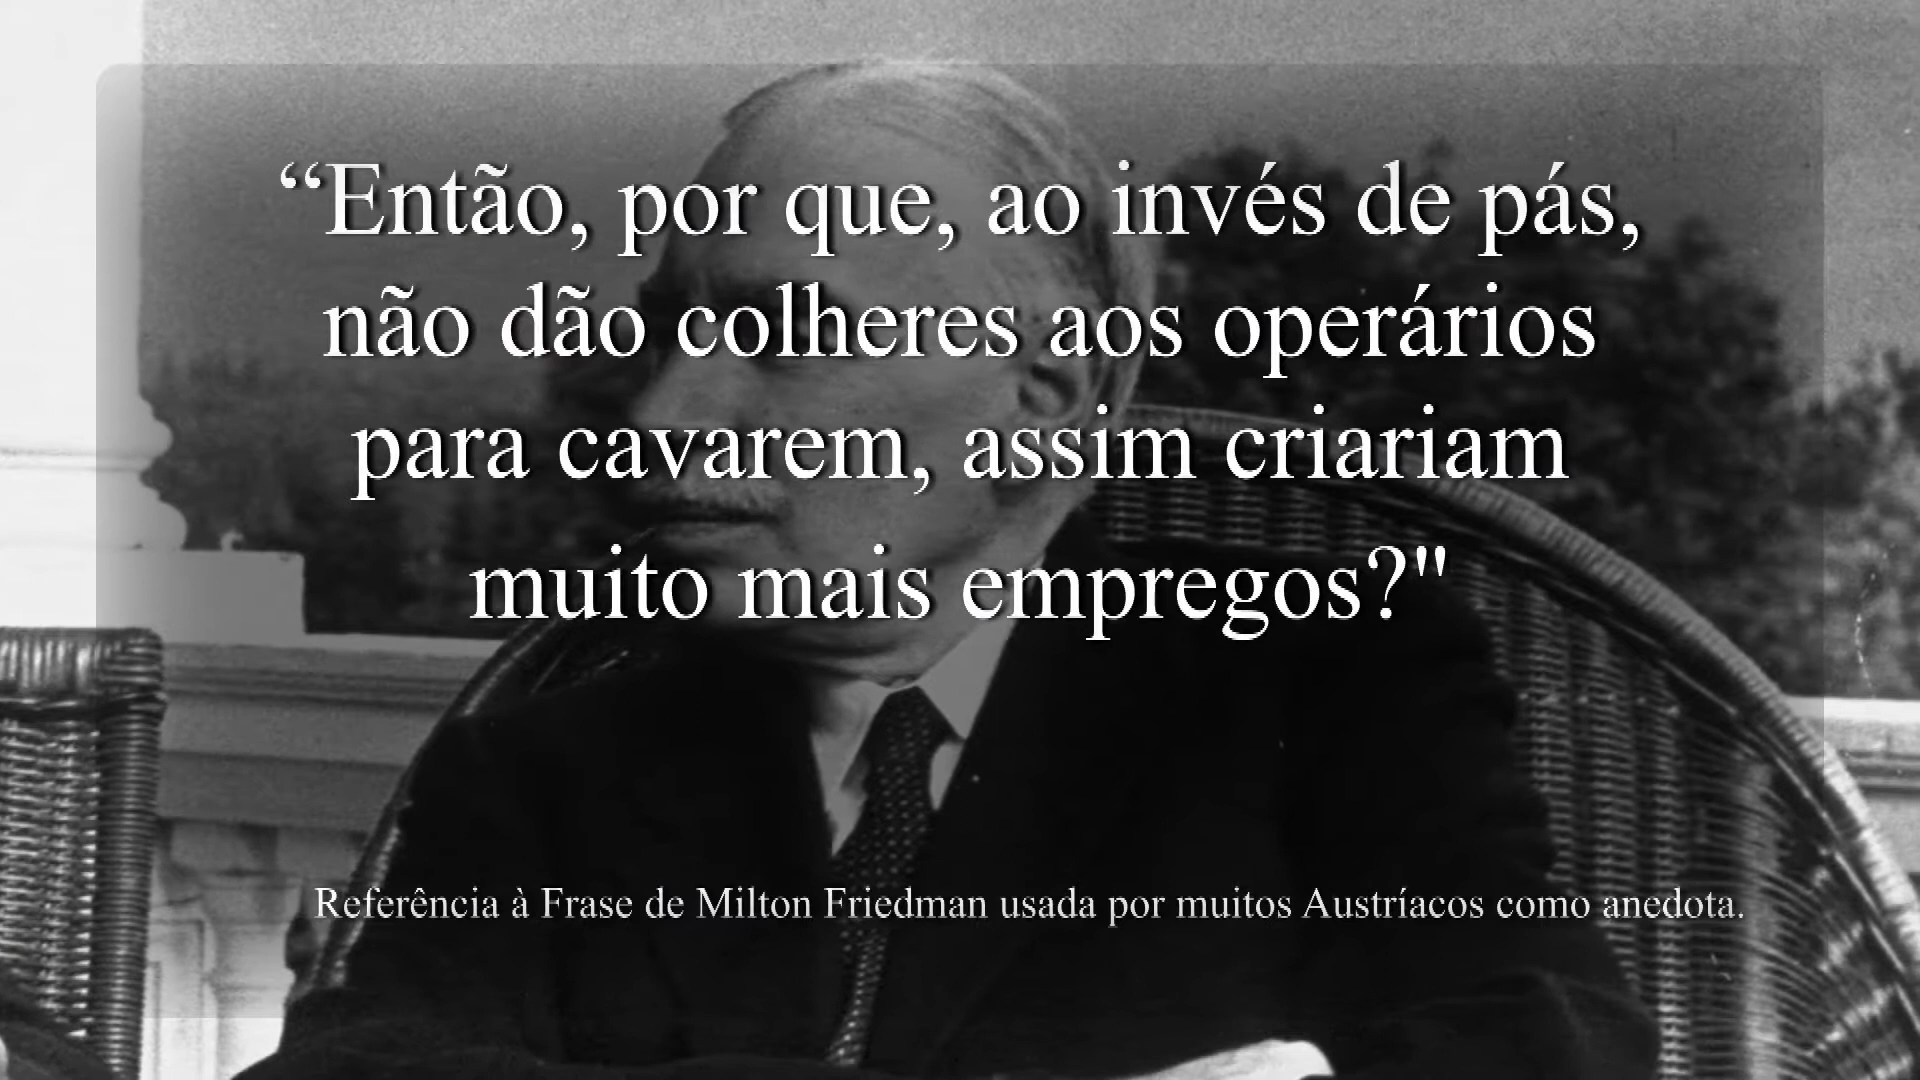 “Então, por que, ao invés de pás,
não dão colheres aos operários
para cavarem, assim criariam
muito mais empregos?"
Referência à Frase de Milton Friedman usada por muitos Austríacos como anedota.